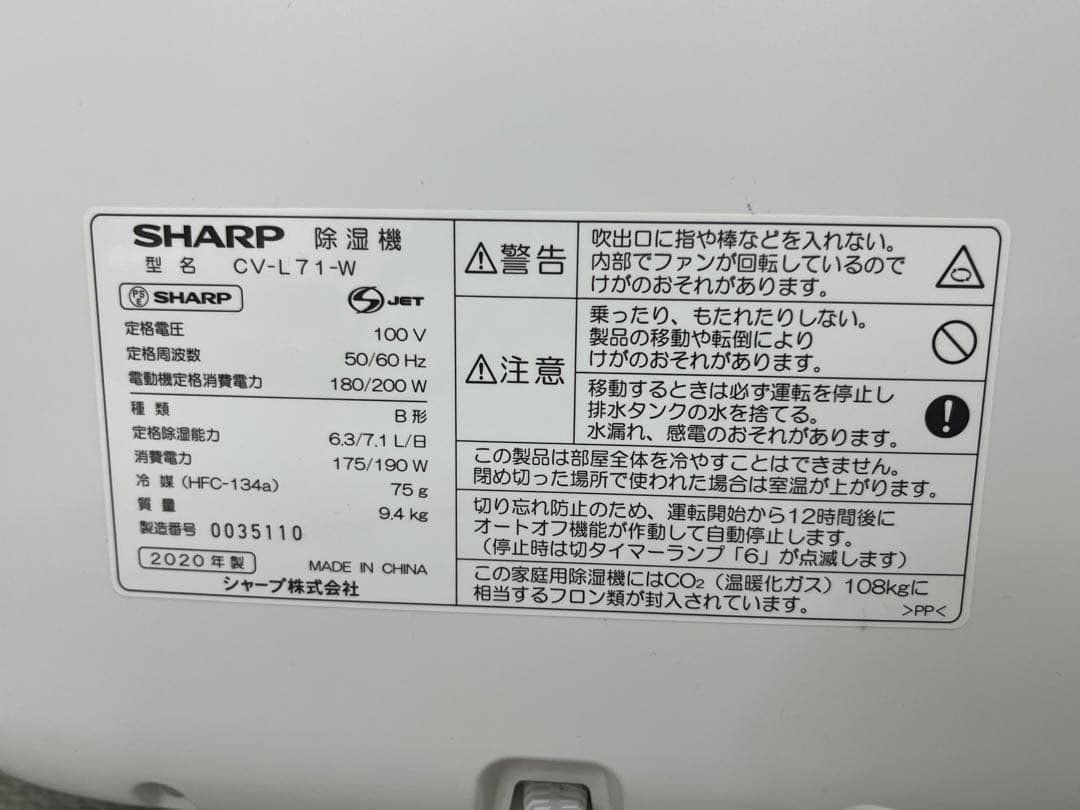 SHARP 除湿機
型名 CV-L71-W
PS E SHARP
S JET
定格電圧 100 V
定格周波数 50/60 Hz
電動機定格消費電力 180/200 W
種類 B形
定格除湿能力 6.3/7.1 L/日
消費電力 175/190 W
冷媒(HFC-134a) 75 g
質量 9.4 kg
製造番号 0035110
2020年製 MADE IN CHINA
シャープ株式会社
⚠警告
吹出口に指や棒などを入れない。
内部でファンが回転しているので
けがのおそれがあります。
⚠注意
乗ったり、もたれたりしない。
製品の移動や転倒により
けがのおそれがあります。
移動するときは必ず運転を停止し
排水タンクの水を捨てる。
水漏れ、感電のおそれがあります。
この製品は部屋全体を冷やすことはできません。
閉め切った場所で使われた場合は室温が上がります。
切り忘れ防止のため、運転開始から12時間後に
オートオフ機能が作動して自動停止します。
(停止時は切タイマーランプ「6」が点滅します)
この家庭用除湿機にはCO₂(温暖化ガス)108kgに
相当するフロン類が封入されています。
>PP<